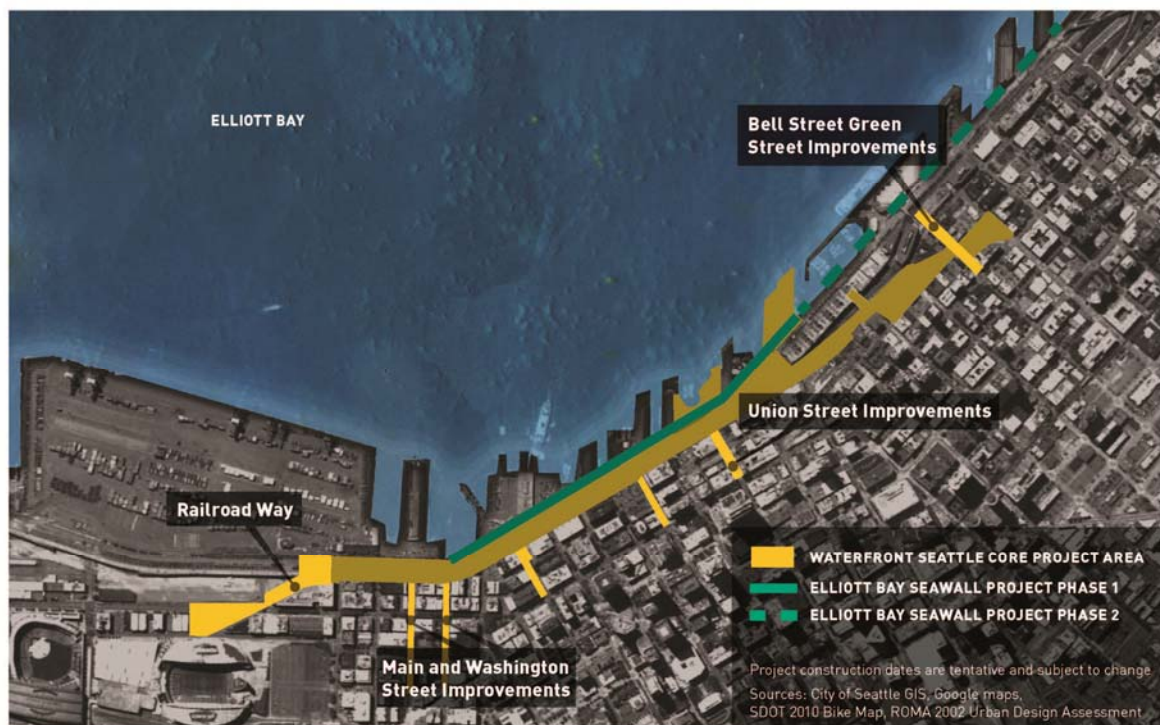 ELLIOTT BAY
Bell Street Green
Street Improvements
Union Street Improvements
Railroad Way
WATERFRONT SEATTLE CORE PROJECT AREA
ELLIOTT BAY SEAWALL PROJECT PHASE 1
ELLIOTT BAY SEAWALL PROJECT PHASE 2
Main and Washington
Street Improvements
Project construction dates are tentative and subject to change
Sources: City of Seattle GIS, Google maps,
SDOT 2010 Bike Map, ROMA 2002 Urban Design Assessment